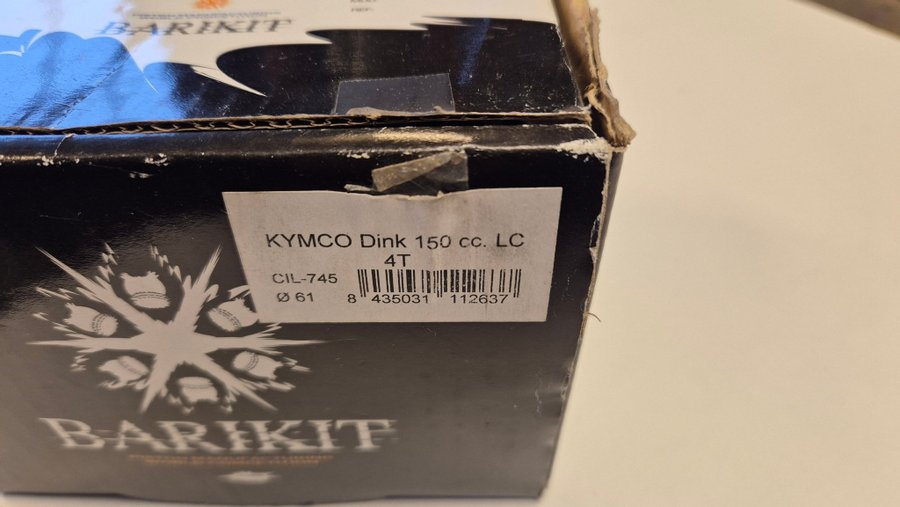 BARIKIT
KYMCO Dink 150 cc. LC
4T
CIL-745
Ø 61
8 435031 112637
BARIKIT